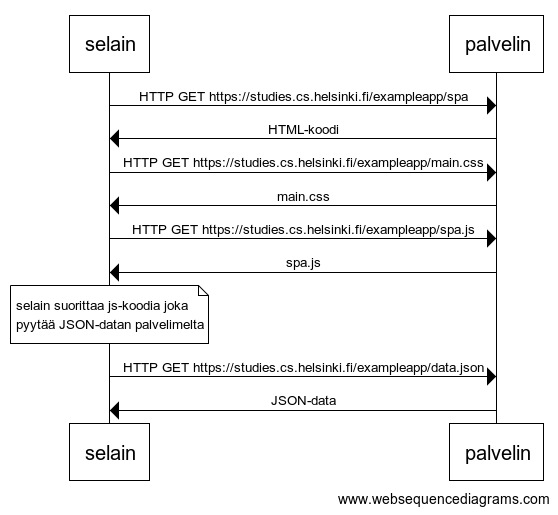 selain palvelin
HTTP GET https://studies.cs.helsinki.fi/exampleapp/spa
HTML-koodi
HTTP GET https://studies.cs.helsinki.fi/exampleapp/main.css
main.css
HTTP GET https://studies.cs.helsinki.fi/exampleapp/spa.js
spa.js
selain suorittaa js-koodia joka
pyytää JSON-datan palvelimelta
HTTP GET https://studies.cs.helsinki.fi/exampleapp/data.json
JSON-data
selain palvelin
www.websequencediagrams.com